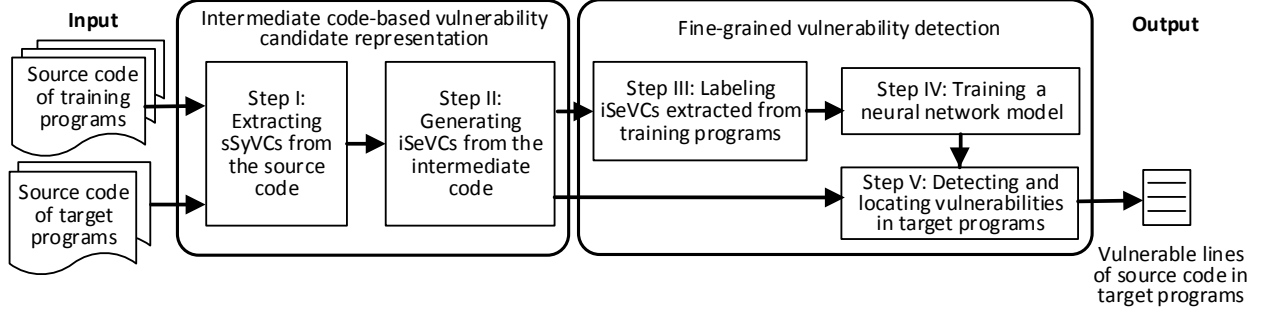 Input
Source code
of training
programs
Source code
of target
programs
Intermediate code-based vulnerability
candidate representation
Step I:
Extracting
sSyVCs from
the source
code
Step II:
Generating
iSeVCs from the
intermediate
code
Fine-grained vulnerability detection
Step III: Labeling
iSeVCs extracted from
training programs
Step IV: Training a
neural network model
Step V: Detecting and
locating vulnerabilities
in target programs
Output
Vulnerable lines
of source code in
target programs